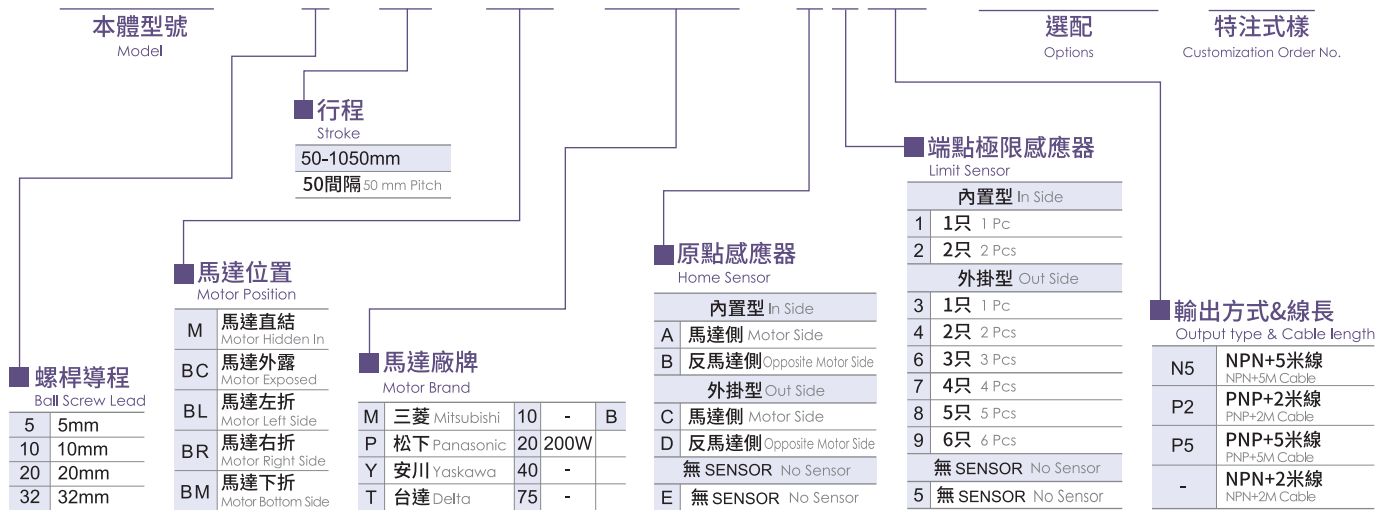 本體型號
Model
選配
Options
特注式樣
Customization Order No.
行程
Stroke
50-1050mm
50間隔 50 mm Pitch
端點極限感應器
Limit Sensor
內置型 In Side
1 1只 1 Pc
2 2只 2 Pcs
外掛型 Out Side
3 1只 1 Pc
4 2只 2 Pcs
6 3只 3 Pcs
7 4只 4 Pcs
8 5只 5 Pcs
9 6只 6 Pcs
無 SENSOR No Sensor
5 無 SENSOR No Sensor
原點感應器
Home Sensor
內置型 In Side
A 馬達側 Motor Side
B 反馬達側 Opposite Motor Side
外掛型 Out Side
C 馬達側 Motor Side
D 反馬達側 Opposite Motor Side
無 SENSOR No Sensor
E 無 SENSOR No Sensor
馬達位置
Motor Position
M 馬達直結
Motor Hidden In
BC 馬達外露
Motor Exposed
BL 馬達左折
Motor Left Side
BR 馬達右折
Motor Right Side
BM 馬達下折
Motor Bottom Side
輸出方式&線長
Output type & Cable length
N5 NPN+5米線
NPN+5M Cable
P2 PNP+2米線
PNP+2M Cable
P5 PNP+5米線
PNP+5M Cable
- NPN+2米線
NPN+2M Cable
馬達廠牌
Motor Brand
M 三菱 Mitsubishi 10 - B
P 松下 Panasonic 20 200W
Y 安川 Yaskawa 40 -
T 台達 Delta 75 -
螺桿導程
Ball Screw Lead
5 5mm
10 10mm
20 20mm
32 32mm